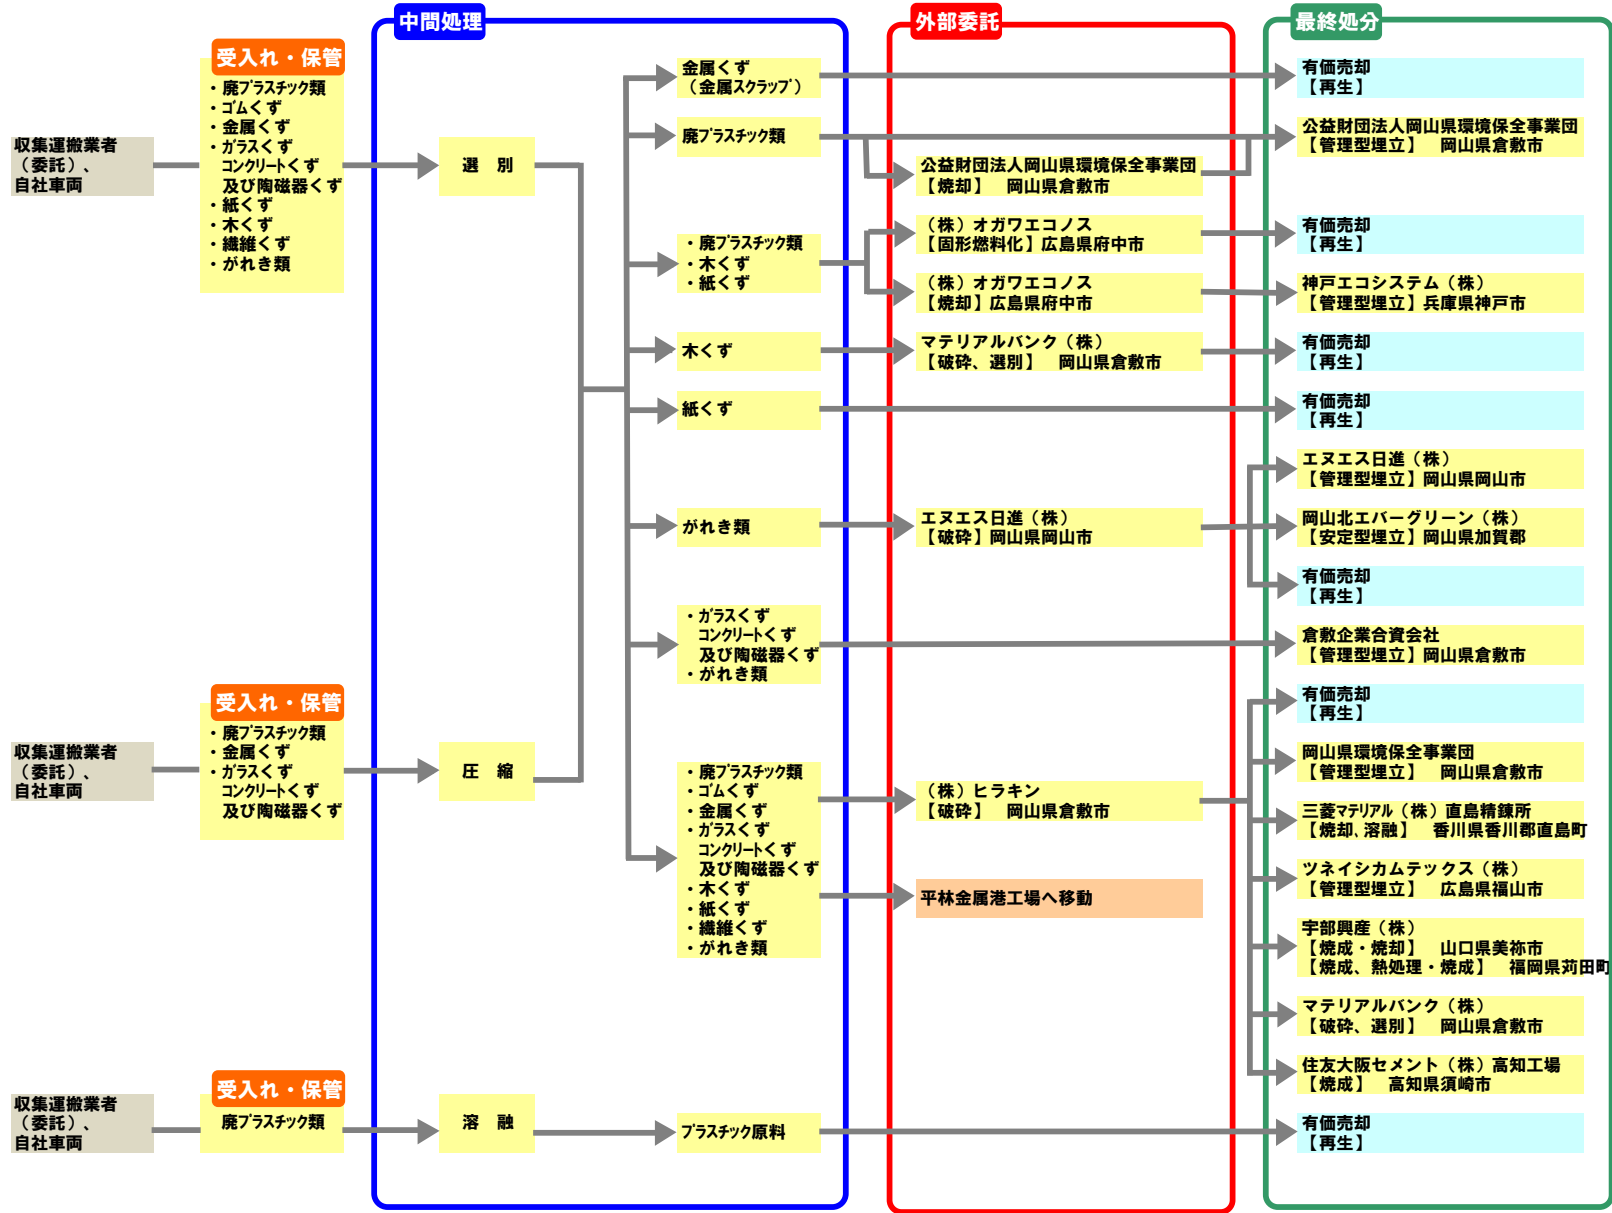 中間処理
外部委託
最終処分
受入れ・保管
・廃プラスチック類
・ゴムくず
・金属くず
・ガラスくず
コンクリートくず
及び陶磁器くず
・紙くず
・木くず
・繊維くず
・がれき類
収集運搬業者
（委託）、
自社車両
選　別
金属くず
（金属スクラップ）
有価売却
【再生】
廃プラスチック類
公益財団法人岡山県環境保全事業団
【焼却】　岡山県倉敷市
公益財団法人岡山県環境保全事業団
【管理型埋立】　岡山県倉敷市
・廃プラスチック類
・木くず
・紙くず
（株）オガワエコノス
【固形燃料化】広島県府中市
有価売却
【再生】
（株）オガワエコノス
【焼却】広島県府中市
神戸エコシステム（株）
【管理型埋立】兵庫県神戸市
木くず
マテリアルバンク（株）
【破砕、選別】　岡山県倉敷市
有価売却
【再生】
紙くず
有価売却
【再生】
がれき類
エヌエス日進（株）
【破砕】岡山県岡山市
エヌエス日進（株）
【管理型埋立】岡山県岡山市
岡山北エバーグリーン（株）
【安定型埋立】岡山県加賀郡
有価売却
【再生】
・ガラスくず
コンクリートくず
及び陶磁器くず
・がれき類
倉敷企業合資会社
【管理型埋立】岡山県倉敷市
受入れ・保管
・廃プラスチック類
・金属くず
・ガラスくず
コンクリートくず
及び陶磁器くず
収集運搬業者
（委託）、
自社車両
圧　縮
・廃プラスチック類
・ゴムくず
・金属くず
・ガラスくず
コンクリートくず
及び陶磁器くず
・木くず
・紙くず
・繊維くず
・がれき類
（株）ヒラキン
【破砕】　岡山県倉敷市
平林金属港工場へ移動
有価売却
【再生】
岡山県環境保全事業団
【管理型埋立】　岡山県倉敷市
三菱マテリアル（株）直島精錬所
【焼却、溶融】　香川県香川郡直島町
ツネイシカムテックス（株）
【管理型埋立】　広島県福山市
宇部興産（株）
【焼成・焼却】　山口県美祢市
【焼成、熱処理・焼成】　福岡県苅田町
マテリアルバンク（株）
【破砕、選別】　岡山県倉敷市
住友大阪セメント（株）高知工場
【焼成】　高知県須崎市
受入れ・保管
廃プラスチック類
収集運搬業者
（委託）、
自社車両
溶　融
プラスチック原料
有価売却
【再生】